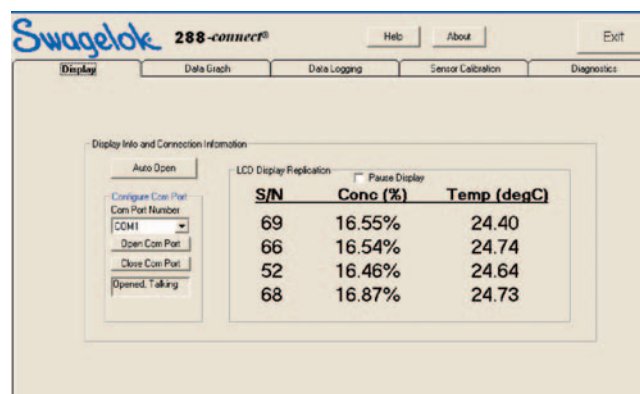 Swagelok 288-connect® Help About Exit
Display Data Graph Data Logging Sensor Calibration Diagnostics
Display Info and Connection Information
Auto Open
LCD Display Replication
Pause Display
Configure Com Port
Com Port Number
COM1
Open Com Port
Close Com Port
Opened, Talking
S/N Conc (%) Temp (degC)
69 16.55% 24.40
66 16.54% 24.74
52 16.46% 24.64
68 16.87% 24.73